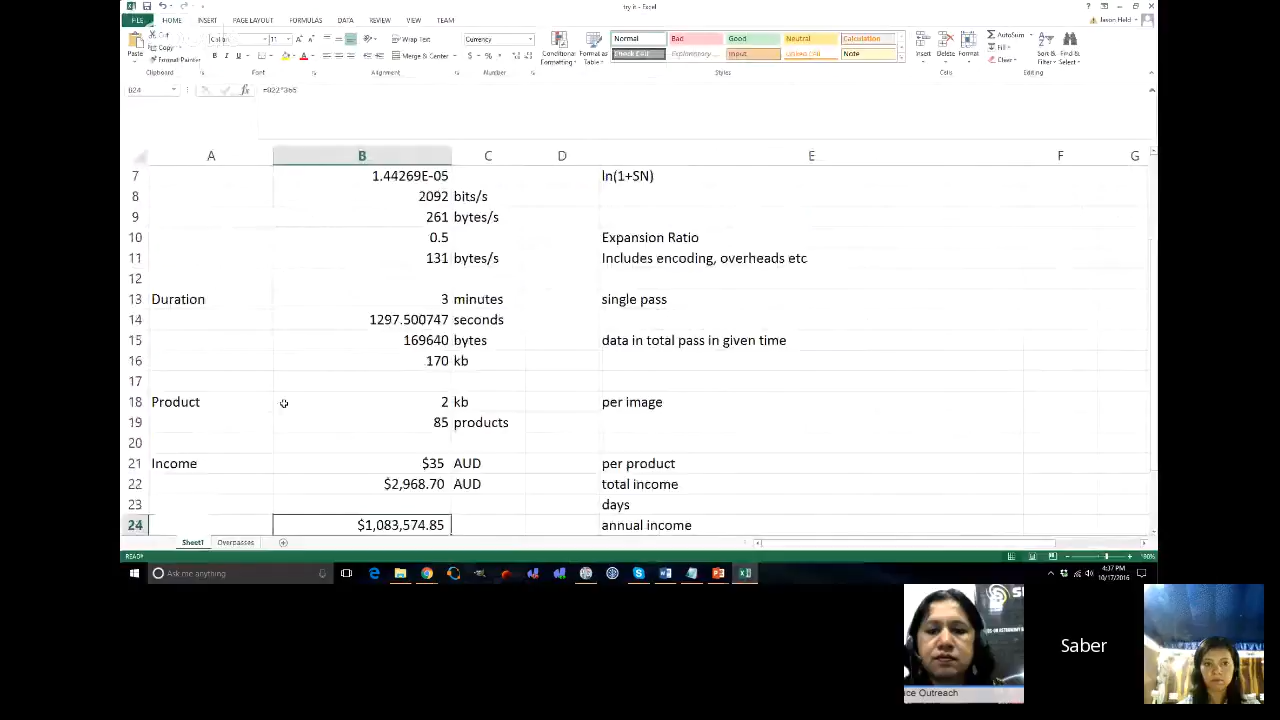 try it - Excel
FILE HOME INSERT PAGE LAYOUT FORMULAS DATA REVIEW VIEW TEAM
Jason Held
Cut
Copy
Paste
Format Painter
11
Wrap Text
Merge & Center
Currency
Conditional Formatting
Format as Table
Normal Bad Good Neutral Calculation
Check Cell Explanatory ... Input Linked Cell Note
Insert Delete Format
AutoSum
Fill
Clear
Sort & Filter
Find & Select
Clipboard Font Alignment Number Styles Cells Editing
B24 =B22*365
A B C D E F G
7 1.44269E-05 ln(1+SN)
8 2092 bits/s
9 261 bytes/s
10 0.5 Expansion Ratio
11 131 bytes/s Includes encoding, overheads etc
12
13 Duration 3 minutes single pass
14 1297.500747 seconds
15 169640 bytes data in total pass in given time
16 170 kb
17
18 Product 2 kb per image
19 85 products
20
21 Income $35 AUD per product
22 $2,968.70 AUD total income
23 days
24 $1,083,574.85 annual income
Sheet1 Overpasses
READY
Ask me anything
4:37 PM
10/17/2016
Saber
ice Outreach